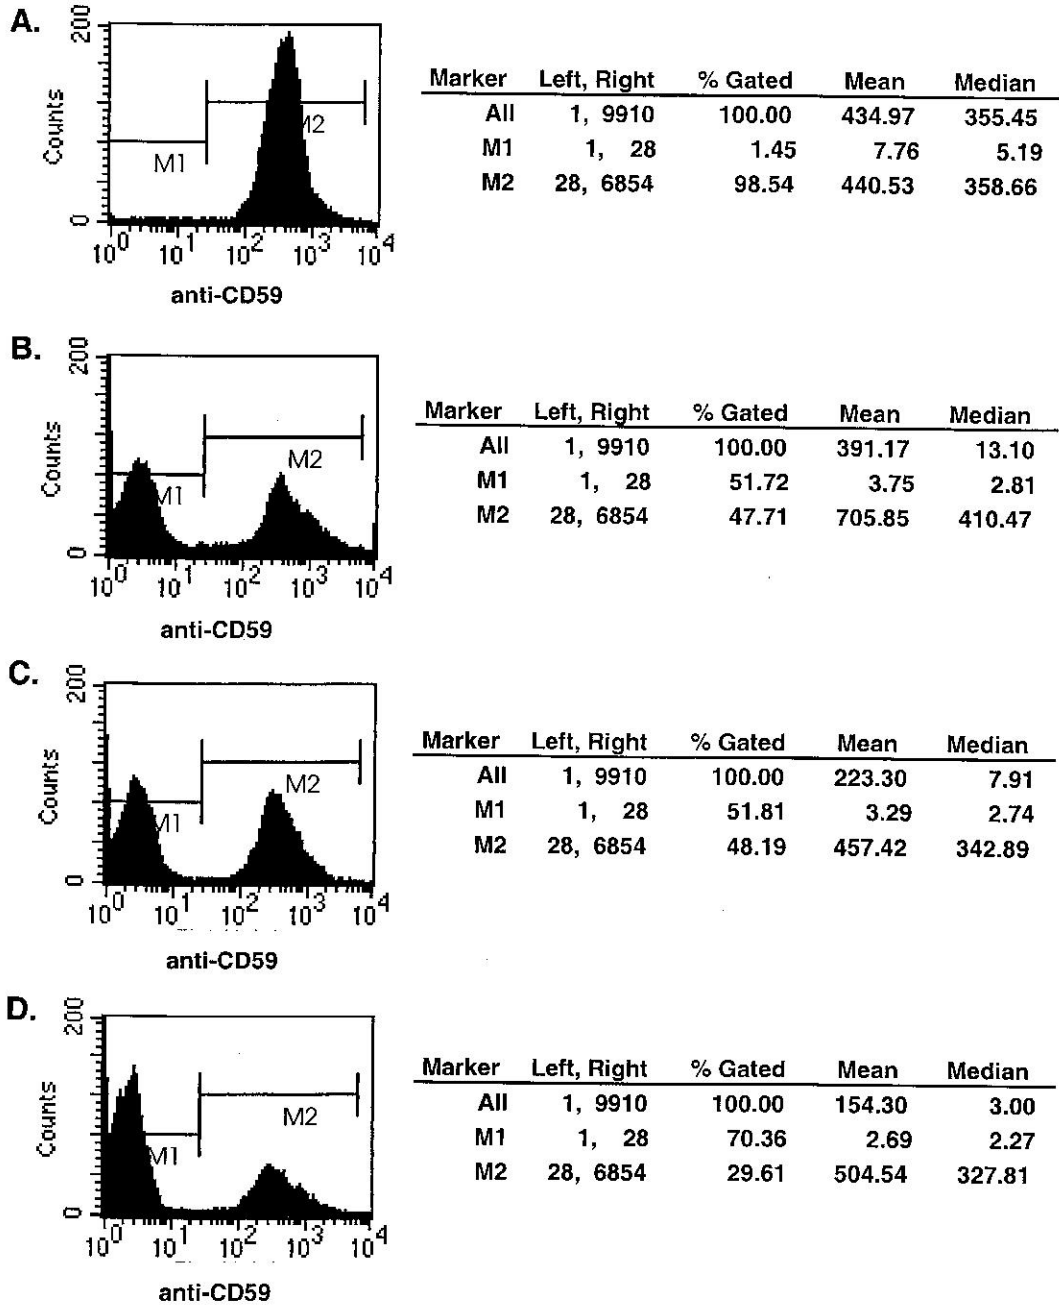 A.
200
Counts
0
M1
M2
10^0 10^1 10^2 10^3 10^4
anti-CD59
Marker Left, Right % Gated Mean Median
All 1, 9910 100.00 434.97 355.45
M1 1, 28 1.45 7.76 5.19
M2 28, 6854 98.54 440.53 358.66
B.
200
Counts
0
M1
M2
10^0 10^1 10^2 10^3 10^4
anti-CD59
Marker Left, Right % Gated Mean Median
All 1, 9910 100.00 391.17 13.10
M1 1, 28 51.72 3.75 2.81
M2 28, 6854 47.71 705.85 410.47
C.
200
Counts
0
M1
M2
10^0 10^1 10^2 10^3 10^4
anti-CD59
Marker Left, Right % Gated Mean Median
All 1, 9910 100.00 223.30 7.91
M1 1, 28 51.81 3.29 2.74
M2 28, 6854 48.19 457.42 342.89
D.
200
Counts
0
M1
M2
10^0 10^1 10^2 10^3 10^4
anti-CD59
Marker Left, Right % Gated Mean Median
All 1, 9910 100.00 154.30 3.00
M1 1, 28 70.36 2.69 2.27
M2 28, 6854 29.61 504.54 327.81